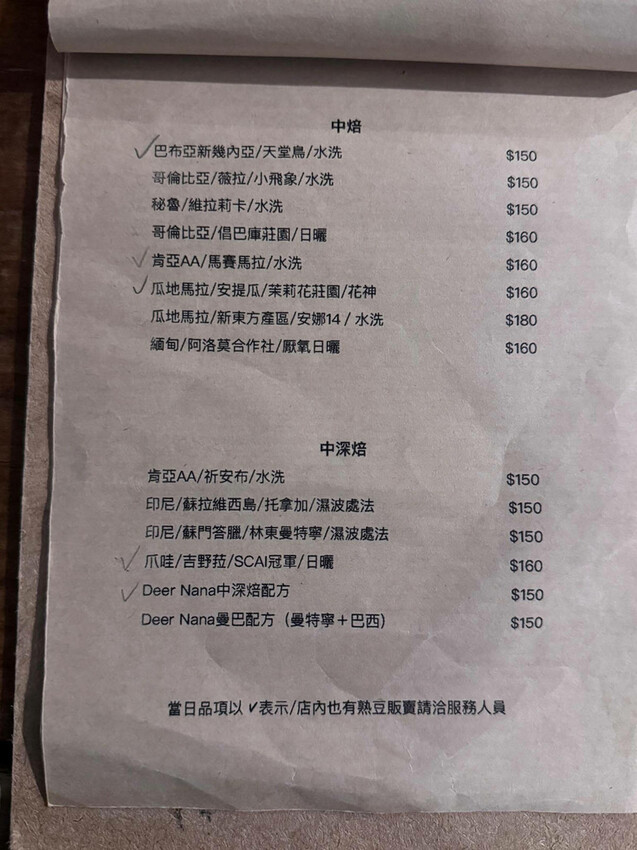 中焙
✓巴布亞新幾內亞/天堂鳥/水洗 $150
哥倫比亞/薇拉/小飛象/水洗 $150
秘魯/維拉莉卡/水洗 $150
哥倫比亞/倡巴庫莊園/日曬 $160
✓肯亞AA/馬賽馬拉/水洗 $160
✓瓜地馬拉/安提瓜/茉莉花莊園/花神 $160
瓜地馬拉/新東方產區/安娜14 / 水洗 $180
緬甸/阿洛莫合作社/厭氧日曬 $160
中深焙
肯亞AA/祈安布/水洗 $150
印尼/蘇拉維西島/托拿加/濕波處法 $150
印尼/蘇門答臘/林東曼特寧/濕波處法 $150
✓爪哇/吉野菈/SCAI冠軍/日曬 $160
✓Deer Nana中深焙配方 $150
Deer Nana曼巴配方（曼特寧＋巴西） $150
當日品項以✓表示/店內也有熟豆販賣請洽服務人員